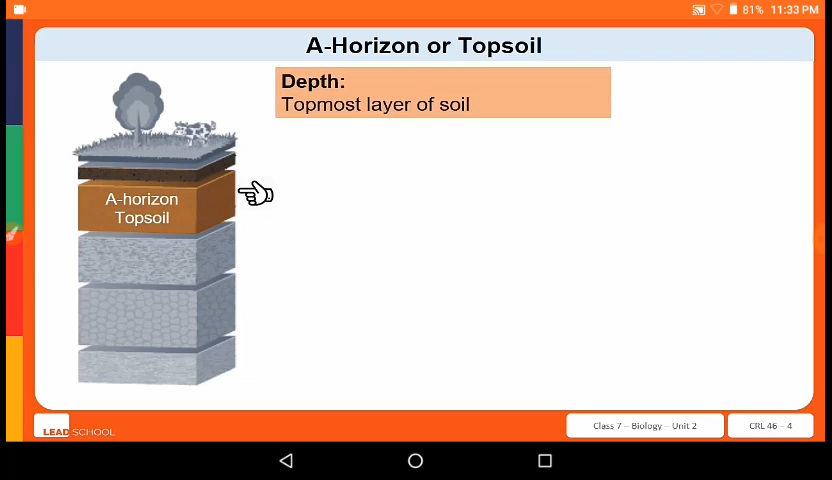 81% 11:33 PM
A-Horizon or Topsoil
Depth:
Topmost layer of soil
A-horizon
Topsoil
LEAD SCHOOL
Class 7 – Biology – Unit 2
CRL 46 – 4